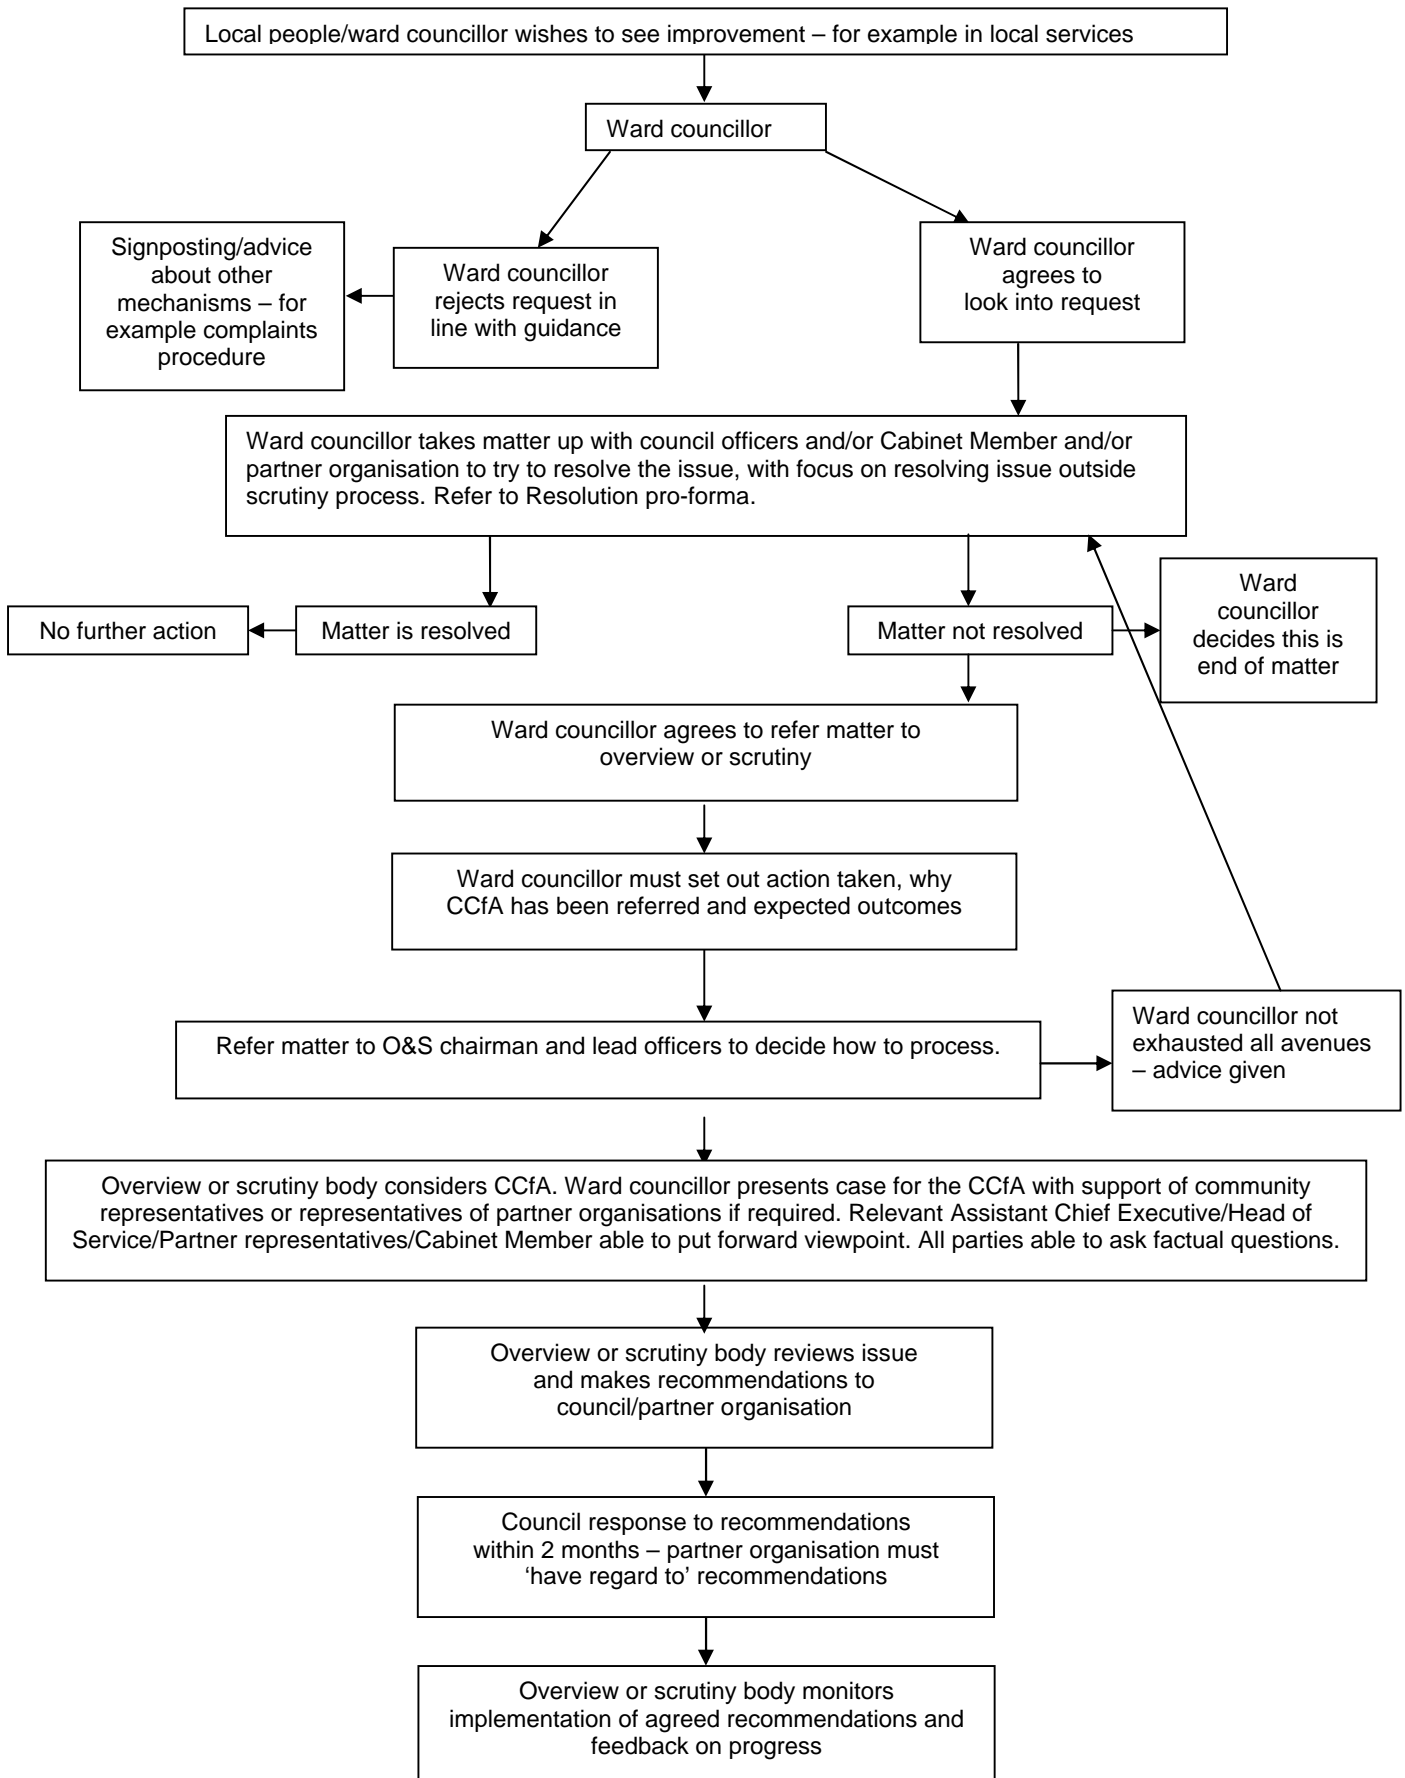 Local people/ward councillor wishes to see improvement – for example in local services
Ward councillor
Signposting/advice
about other
mechanisms – for
example complaints
procedure
Ward councillor
rejects request in
line with guidance
Ward councillor
agrees to
look into request
Ward councillor takes matter up with council officers and/or Cabinet Member and/or
partner organisation to try to resolve the issue, with focus on resolving issue outside
scrutiny process. Refer to Resolution pro-forma.
No further action
Matter is resolved
Matter not resolved
Ward
councillor
decides this is
end of matter
Ward councillor agrees to refer matter to
overview or scrutiny
Ward councillor must set out action taken, why
CCfA has been referred and expected outcomes
Refer matter to O&S chairman and lead officers to decide how to process.
Ward councillor not
exhausted all avenues
– advice given
Overview or scrutiny body considers CCfA. Ward councillor presents case for the CCfA with support of community
representatives or representatives of partner organisations if required. Relevant Assistant Chief Executive/Head of
Service/Partner representatives/Cabinet Member able to put forward viewpoint. All parties able to ask factual questions.
Overview or scrutiny body reviews issue
and makes recommendations to
council/partner organisation
Council response to recommendations
within 2 months – partner organisation must
‘have regard to’ recommendations
Overview or scrutiny body monitors
implementation of agreed recommendations and
feedback on progress